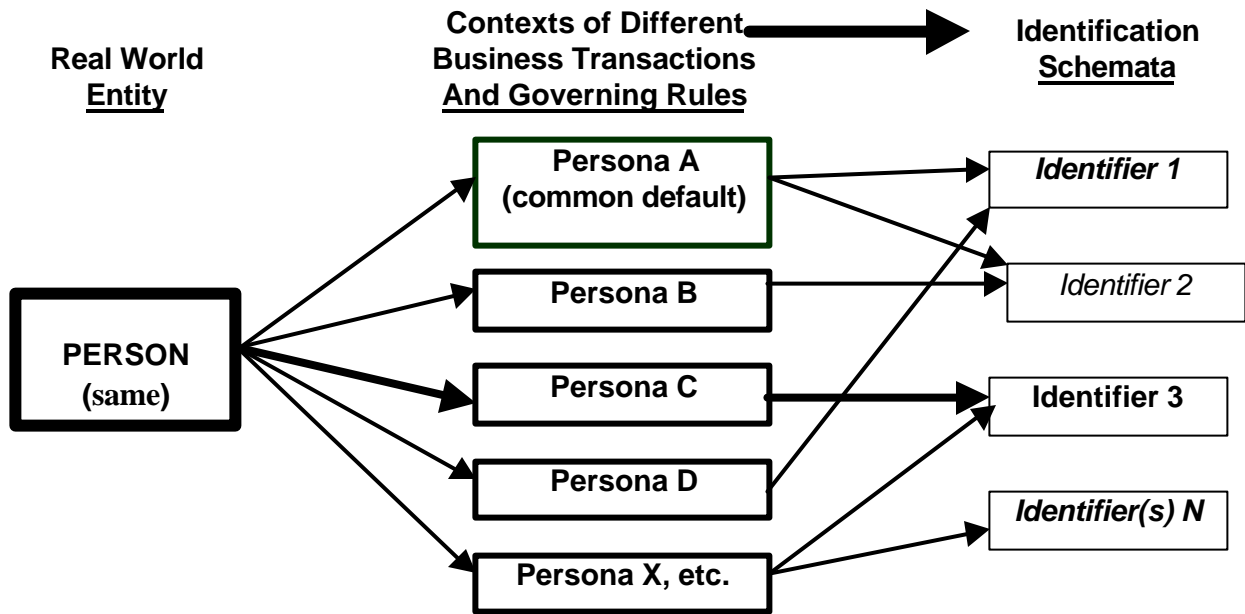 Real World
Entity
Contexts of Different
Business Transactions
And Governing Rules
Identification
Schemata
PERSON
(same)
Persona A
(common default)
Persona B
Persona C
Persona D
Persona X, etc.
Identifier 1
Identifier 2
Identifier 3
Identifier(s) N